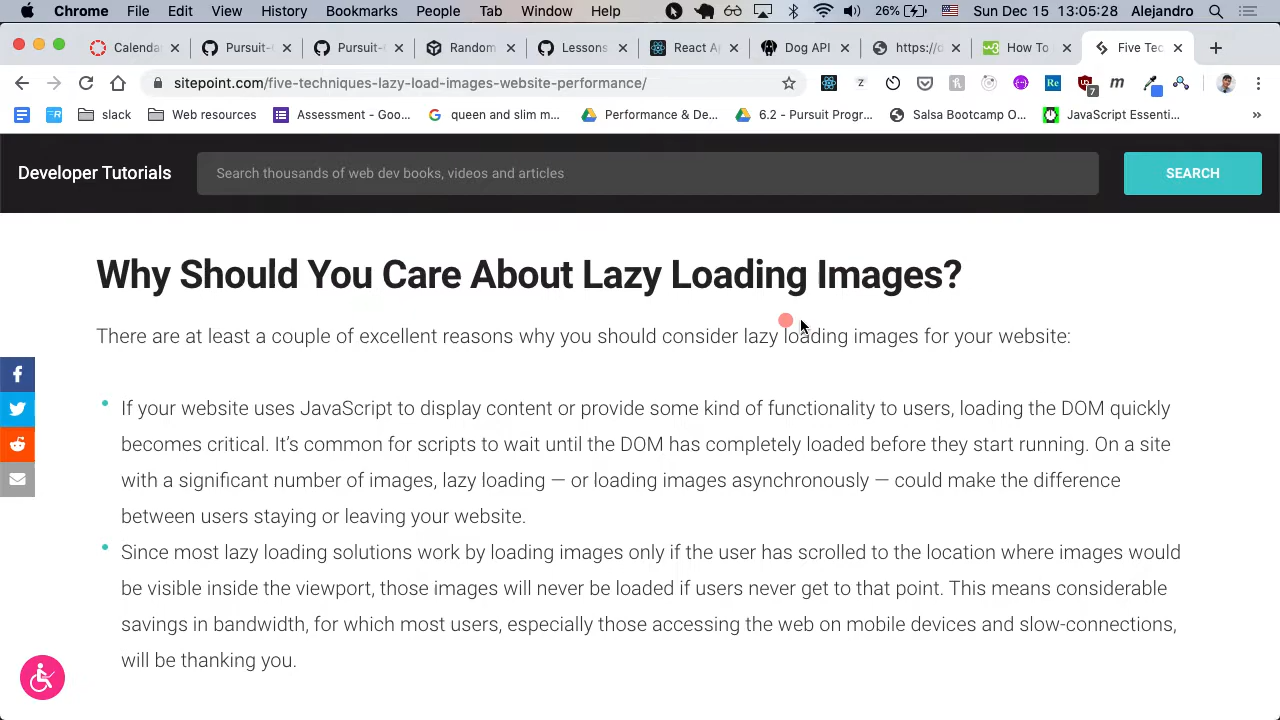 Chrome File Edit View History Bookmarks People Tab Window Help 26% Sun Dec 15 13:05:28 Alejandro
Calenda Pursuit- Pursuit- Random Lessons React A Dog API https://d How To Five Tec
sitepoint.com/five-techniques-lazy-load-images-website-performance/
slack Web resources Assessment - Goo... queen and slim m... Performance & De... 6.2 - Pursuit Progr... Salsa Bootcamp O... JavaScript Essenti... »
Developer Tutorials Search thousands of web dev books, videos and articles SEARCH
Why Should You Care About Lazy Loading Images?
There are at least a couple of excellent reasons why you should consider lazy loading images for your website:
If your website uses JavaScript to display content or provide some kind of functionality to users, loading the DOM quickly
becomes critical. It’s common for scripts to wait until the DOM has completely loaded before they start running. On a site
with a significant number of images, lazy loading — or loading images asynchronously — could make the difference
between users staying or leaving your website.
Since most lazy loading solutions work by loading images only if the user has scrolled to the location where images would
be visible inside the viewport, those images will never be loaded if users never get to that point. This means considerable
savings in bandwidth, for which most users, especially those accessing the web on mobile devices and slow-connections,
will be thanking you.